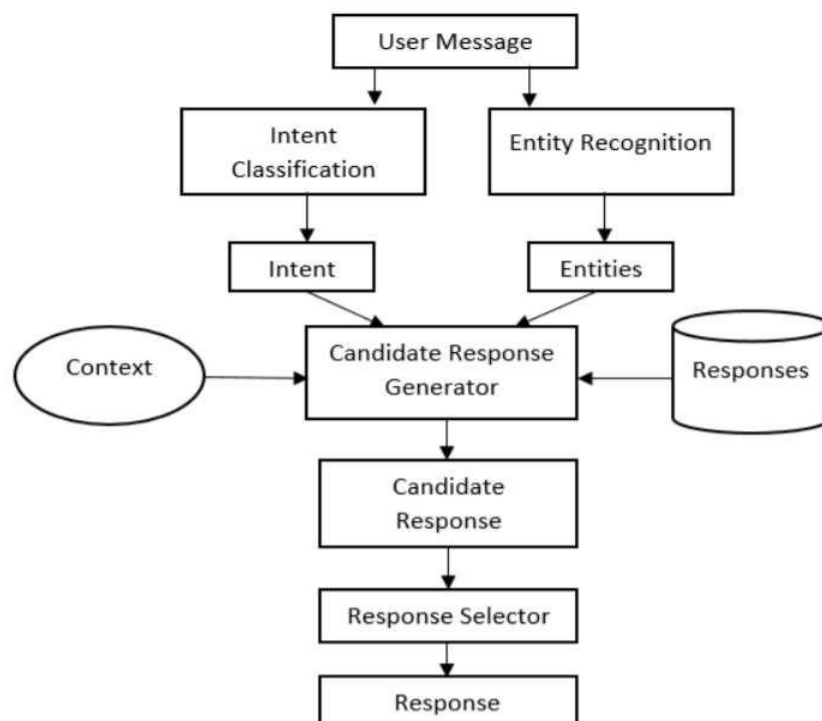 User Message
Intent
Classification
Entity Recognition
Intent
Entities
Context
Candidate Response
Generator
Responses
Candidate
Response
Response Selector
Response